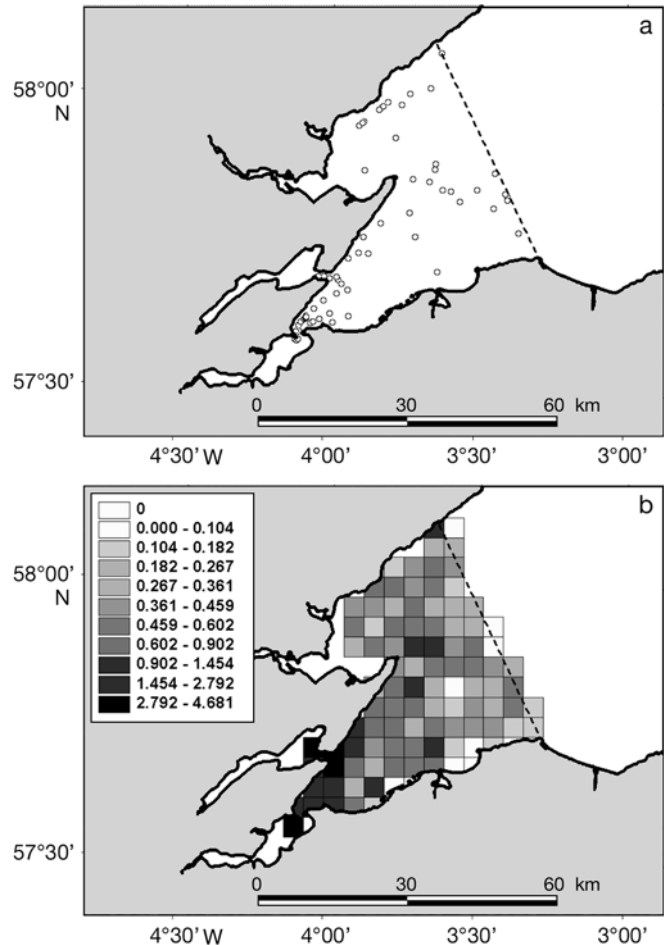 a
58°00'
N
57°30'
0 30 60 km
4°30' W 4°00' 3°30' 3°00'
b
0
0.000 - 0.104
0.104 - 0.182
0.182 - 0.267
0.267 - 0.361
0.361 - 0.459
0.459 - 0.602
0.602 - 0.902
0.902 - 1.454
1.454 - 2.792
2.792 - 4.681
58°00'
N
57°30'
0 30 60 km
4°30' W 4°00' 3°30' 3°00'